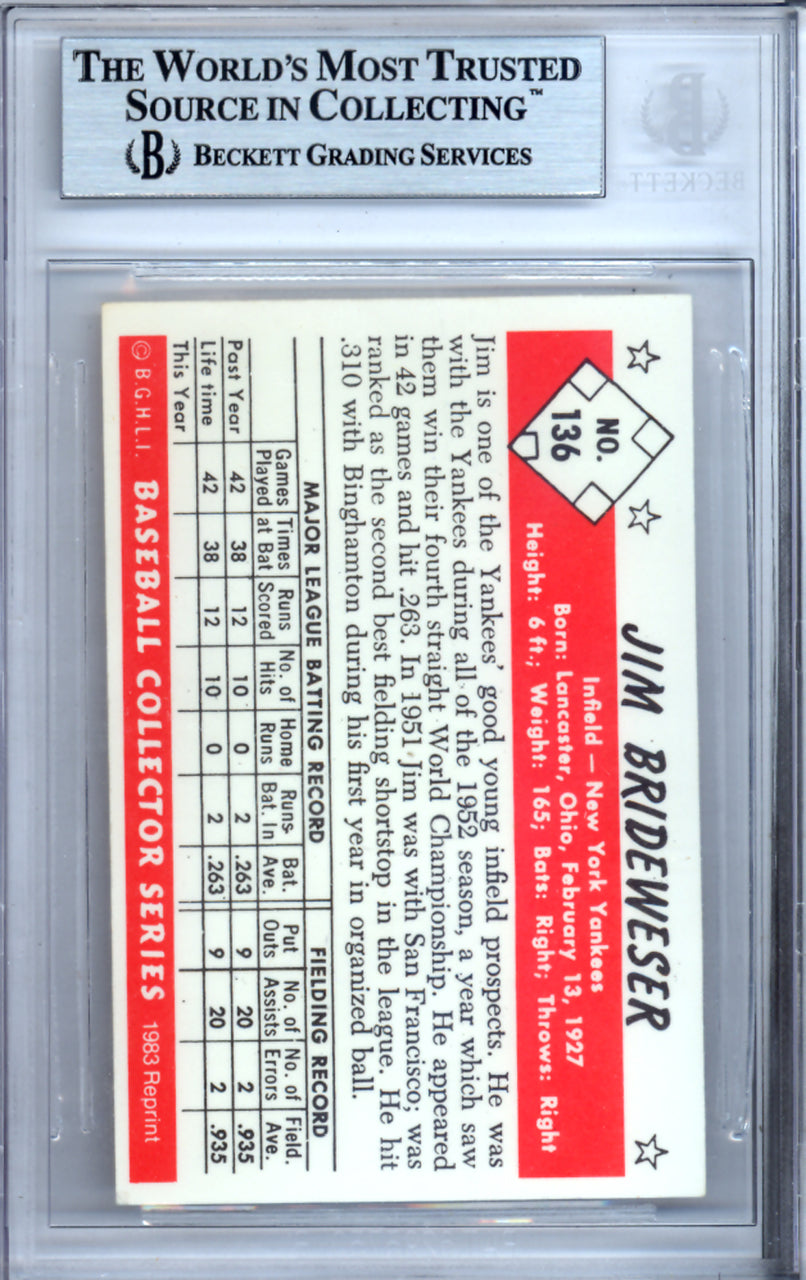 THE WORLD'S MOST TRUSTED
SOURCE IN COLLECTING™
B BECKETT GRADING SERVICES
BECKETT
NO.
136
JIM BRIDEWESER
Infield — New York Yankees
Born: Lancaster, Ohio, February 13, 1927
Height: 6 ft.; Weight: 165; Bats: Right; Throws: Right
Jim is one of the Yankees' good young infield prospects. He was
with the Yankees during all of the 1952 season, a year which saw
them win their fourth straight World Championship. He appeared
in 42 games and hit .263. In 1951 Jim was with San Francisco; was
ranked as the second best fielding shortstop in the league. He hit
.310 with Binghamton during his first year in organized ball.
MAJOR LEAGUE BATTING RECORD FIELDING RECORD
Games Times Runs No. of Home Runs- Bat. Put No. of No. of Field.
Played at Bat Scored Hits Runs Bat. In Ave. Outs Assists Errors Ave.
Past Year 42 38 12 10 0 2 .263 9 20 2 .935
Life time 42 38 12 10 0 2 .263 9 20 2 .935
This Year
© B.G.H.L.I. BASEBALL COLLECTOR SERIES 1983 Reprint